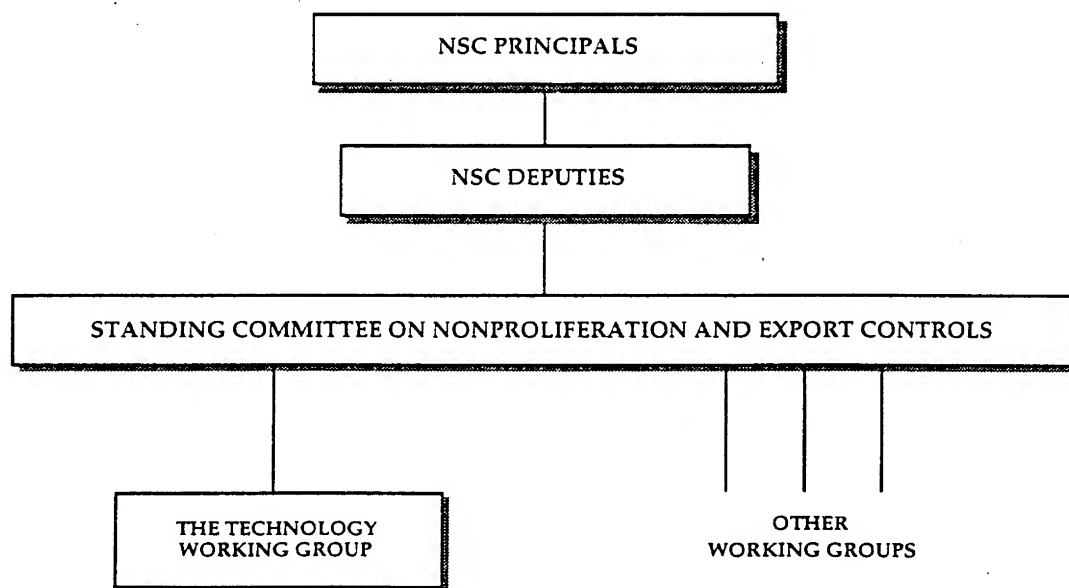 NSC PRINCIPALS
NSC DEPUTIES
STANDING COMMITTEE ON NONPROLIFERATION AND EXPORT CONTROLS
THE TECHNOLOGY
WORKING GROUP
OTHER
WORKING GROUPS